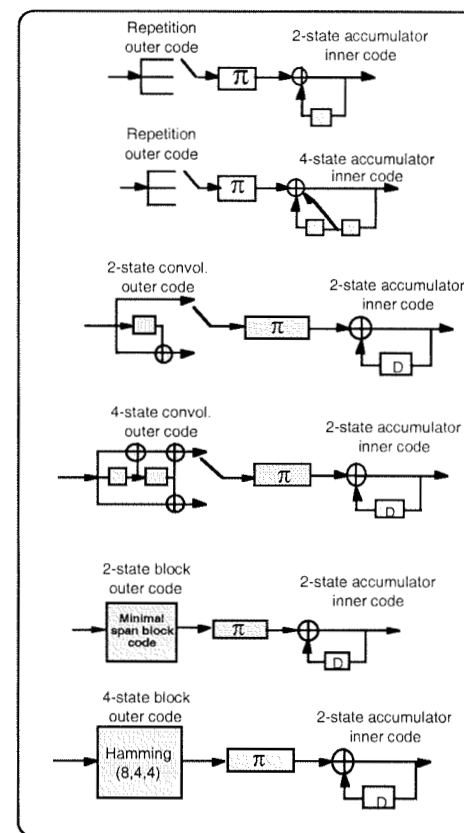 Repetition
outer code
2-state accumulator
inner code
π
Repetition
outer code
4-state accumulator
inner code
π
2-state convol.
outer code
2-state accumulator
inner code
π
D
4-state convol.
outer code
2-state accumulator
inner code
π
D
2-state block
outer code
2-state accumulator
inner code
Minimal
span block
code
π
D
4-state block
outer code
2-state accumulator
inner code
Hamming
(8,4,4)
π
D